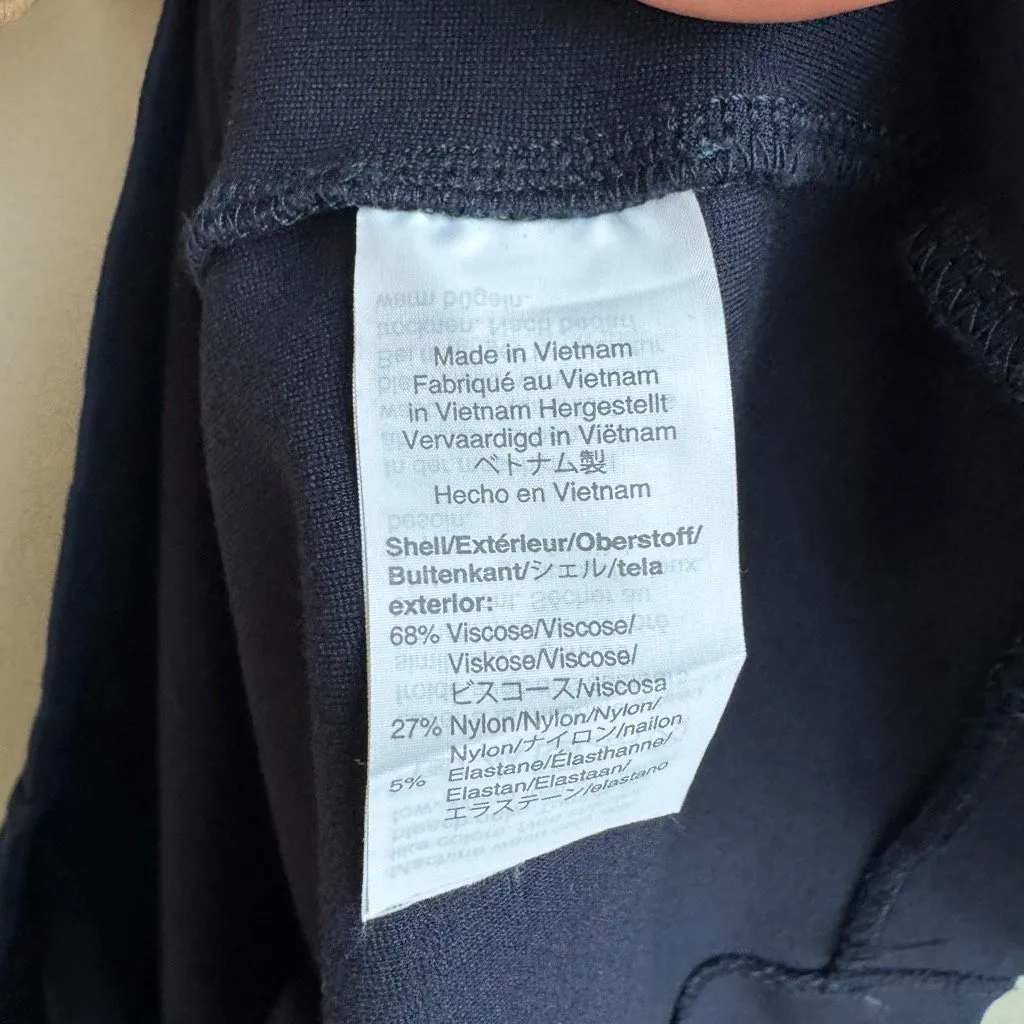 Made in Vietnam
Fabriqué au Vietnam
in Vietnam Hergestellt
Vervaardigd in Viëtnam
ベトナム製
Hecho en Vietnam
Shell/Extérieur/Oberstoff/
Buitenkant/シェル/tela
exterior:
68% Viscose/Viscose/
Viskose/Viscose/
ビスコース/viscosa
27% Nylon/Nylon/Nylon/
Nylon/ナイロン/nailon
5% Elastane/Élasthanne/
Elastan/Elastaan/
エラステーン/elastano